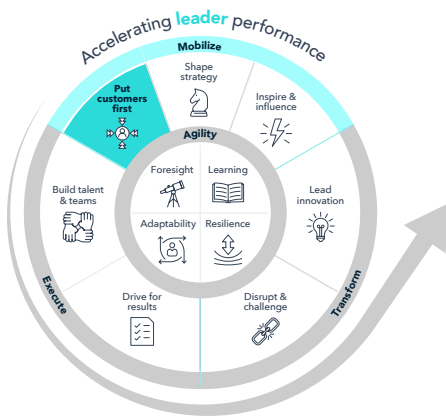 Accelerating leader performance
Mobilize
Put
customers
first
Shape
strategy
Inspire &
influence
Agility
Foresight
Learning
Adaptability
Resilience
Build talent
& teams
Lead
innovation
Execute
Transform
Drive for
results
Disrupt &
challenge